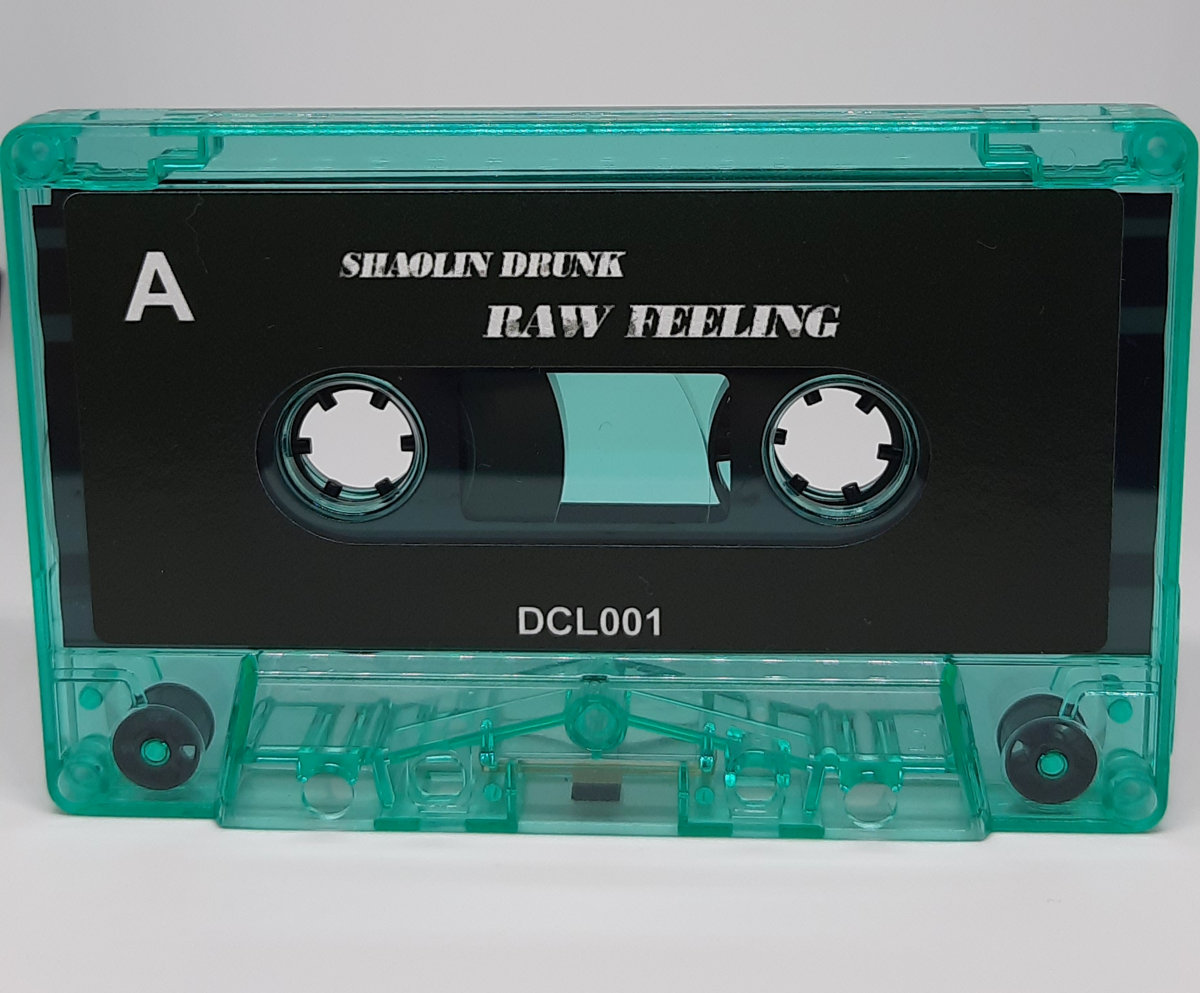 A
SHAOLIN DRUNK
RAW FEELING
DCL001